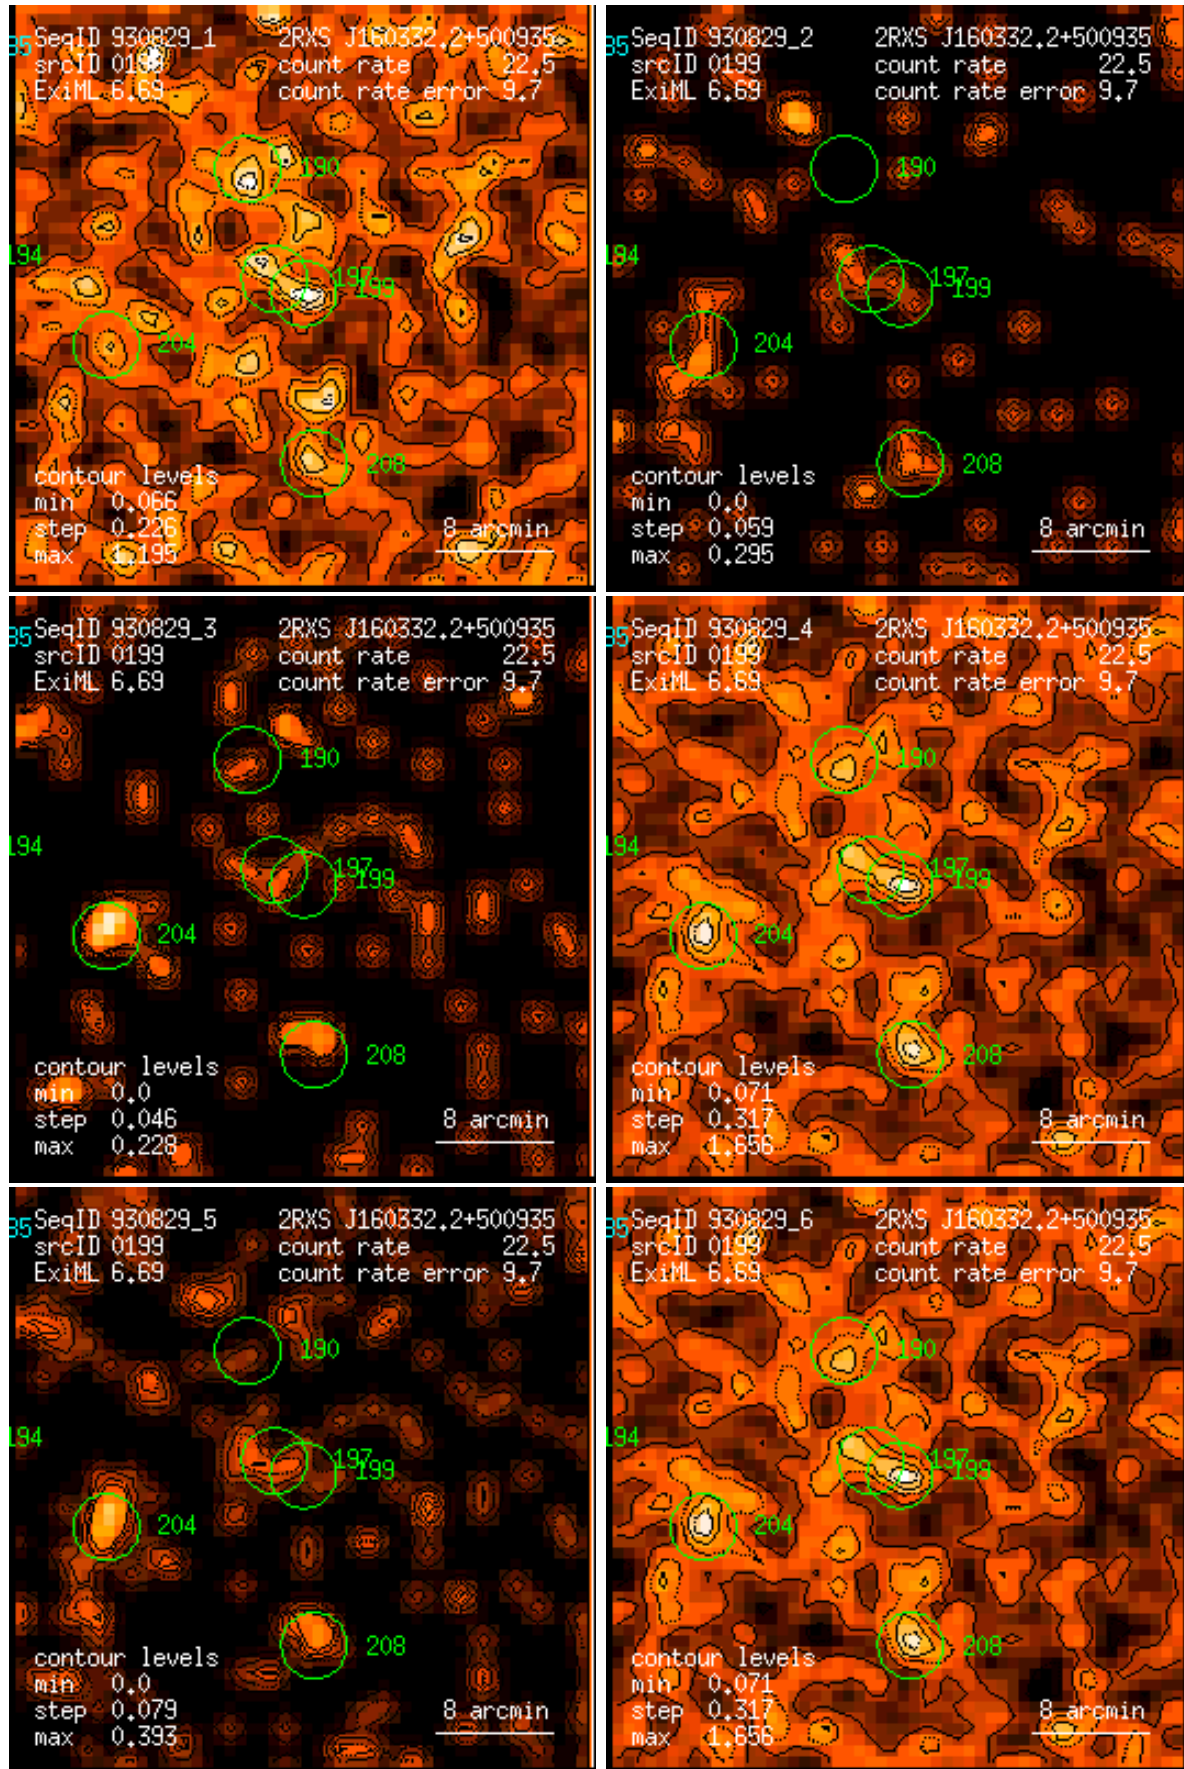 SeqID 930829_1 2RXS J160332.2+500935
85
srcID 0199 count rate 22.5
ExiML 6.69 count rate error 9.7
190
194
197
199
204
208
contour levels
min 0.066
step 0.226
max 1.195
8 arcmin
SeqID 930829_2 2RXS J160332.2+500935
85
srcID 0199 count rate 22.5
ExiML 6.69 count rate error 9.7
190
194
197
199
204
208
contour levels
min 0.0
step 0.059
max 0.295
8 arcmin
SeqID 930829_3 2RXS J160332.2+500935
85
srcID 0199 count rate 22.5
ExiML 6.69 count rate error 9.7
190
194
197
199
204
208
contour levels
min 0.0
step 0.046
max 0.228
8 arcmin
SeqID 930829_4 2RXS J160332.2+500935
85
srcID 0199 count rate 22.5
ExiML 6.69 count rate error 9.7
190
194
197
199
204
208
contour levels
min 0.071
step 0.317
max 1.656
8 arcmin
SeqID 930829_5 2RXS J160332.2+500935
85
srcID 0199 count rate 22.5
ExiML 6.69 count rate error 9.7
190
194
197
199
204
208
contour levels
min 0.0
step 0.079
max 0.393
8 arcmin
SeqID 930829_6 2RXS J160332.2+500935
85
srcID 0199 count rate 22.5
ExiML 6.69 count rate error 9.7
190
194
197
199
204
208
contour levels
min 0.071
step 0.317
max 1.656
8 arcmin